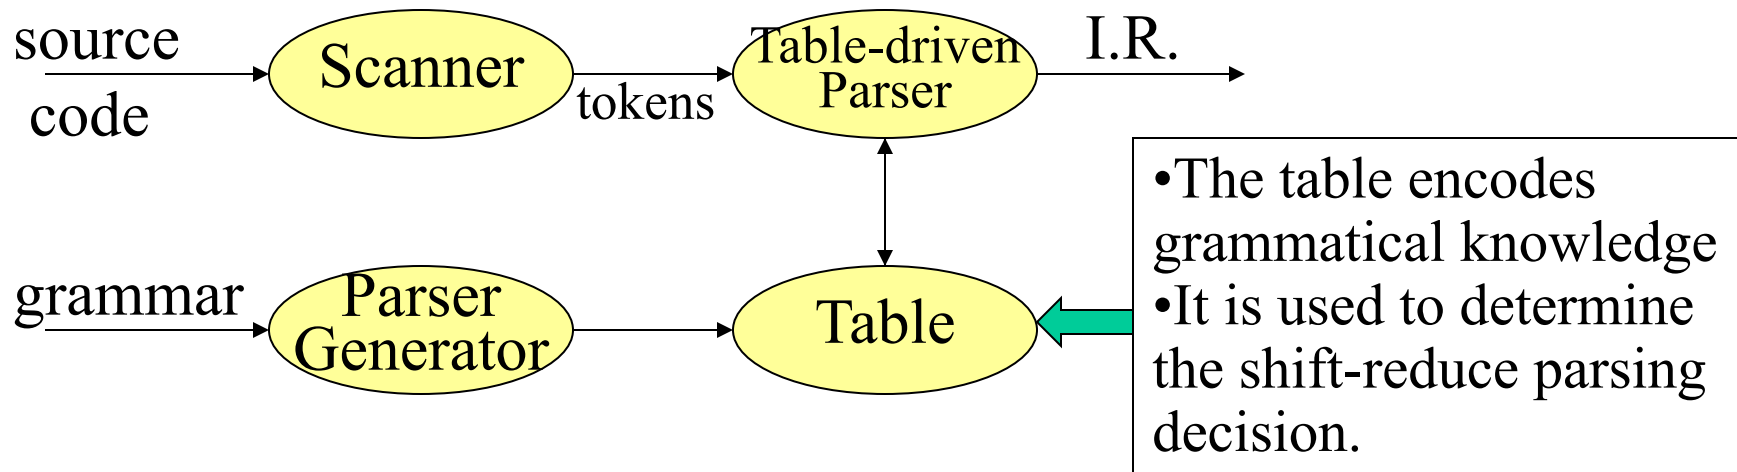 source
code
Scanner
tokens
Table-driven
Parser
I.R.
grammar
Parser
Generator
Table
•The table encodes
grammatical knowledge
•It is used to determine
the shift-reduce parsing
decision.